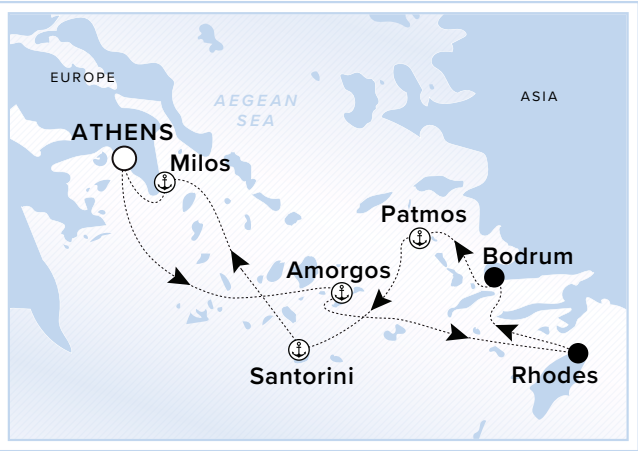 EUROPE
AEGEAN
SEA
ASIA
ATHENS
Milos
Patmos
Bodrum
Amorgos
Santorini
Rhodes